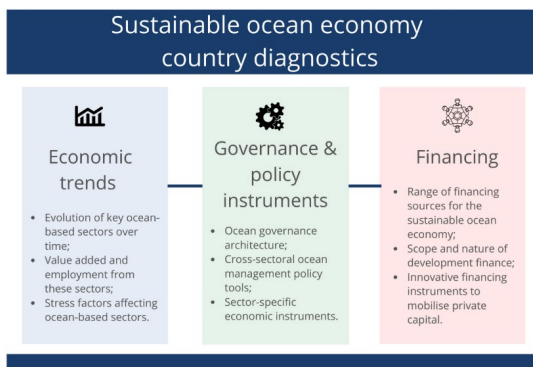 Sustainable ocean economy
country diagnostics
Economic
trends
• Evolution of key ocean-
based sectors over
time;
• Value added and
employment from
these sectors;
• Stress factors affecting
ocean-based sectors.
Governance &
policy
instruments
• Ocean governance
architecture;
• Cross-sectoral ocean
management policy
tools;
• Sector-specific
economic instruments.
Financing
• Range of financing
sources for the
sustainable ocean
economy;
• Scope and nature of
development finance;
• Innovative financing
instruments to
mobilise private
capital.